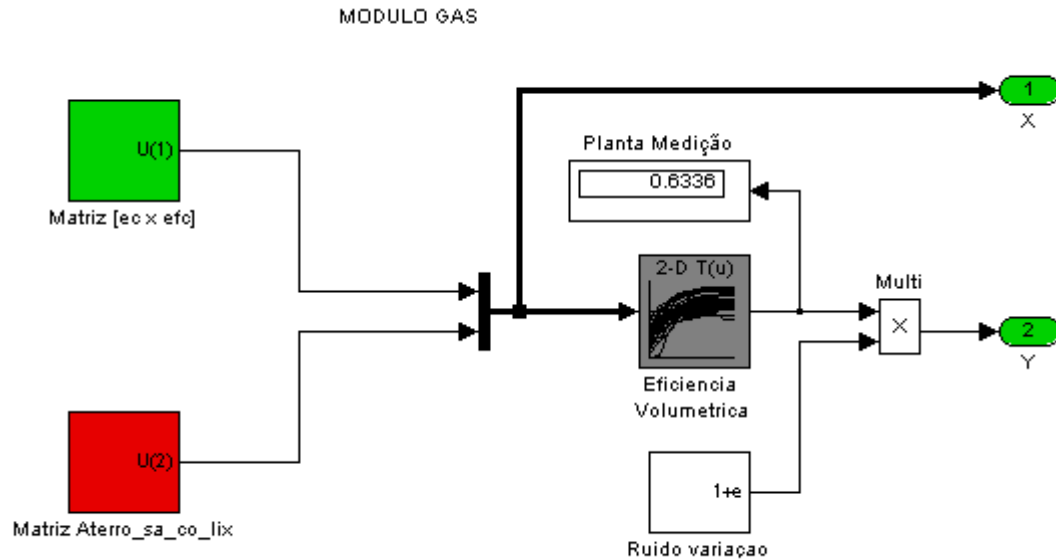 MODULO GAS
U(1)
Matriz [ec x efc]
1
X
Planta Medição
0.6336
2-D T(u)
Eficiencia
Volumetrica
Multi
×
2
Y
U(2)
Matriz Aterro_sa_co_lix
1+e
Ruido variaçao